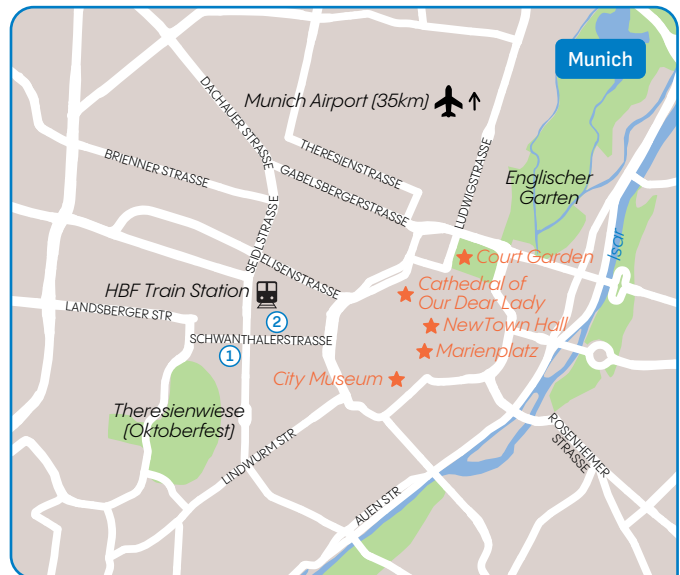 Munich
Munich Airport (35km)
DACHAUER STRASSE
THERESIENSTRASSE
BRIENNER STRASSE
GABELSBERGERSTRASSE
LUDWIGSTRASSE
Englischer
Garten
SEIDLSTRASSE
Isar
Court Garden
ELISENSTRASSE
HBF Train Station
Cathedral of
Our Dear Lady
LANDSBERGER STR
2
New Town Hall
SCHWANTHALERSTRASSE
1
Marienplatz
City Museum
Theresienwiese
(Oktoberfest)
LINDWURM STR
ROSENHEIMER
STRASSE
AUEN STR